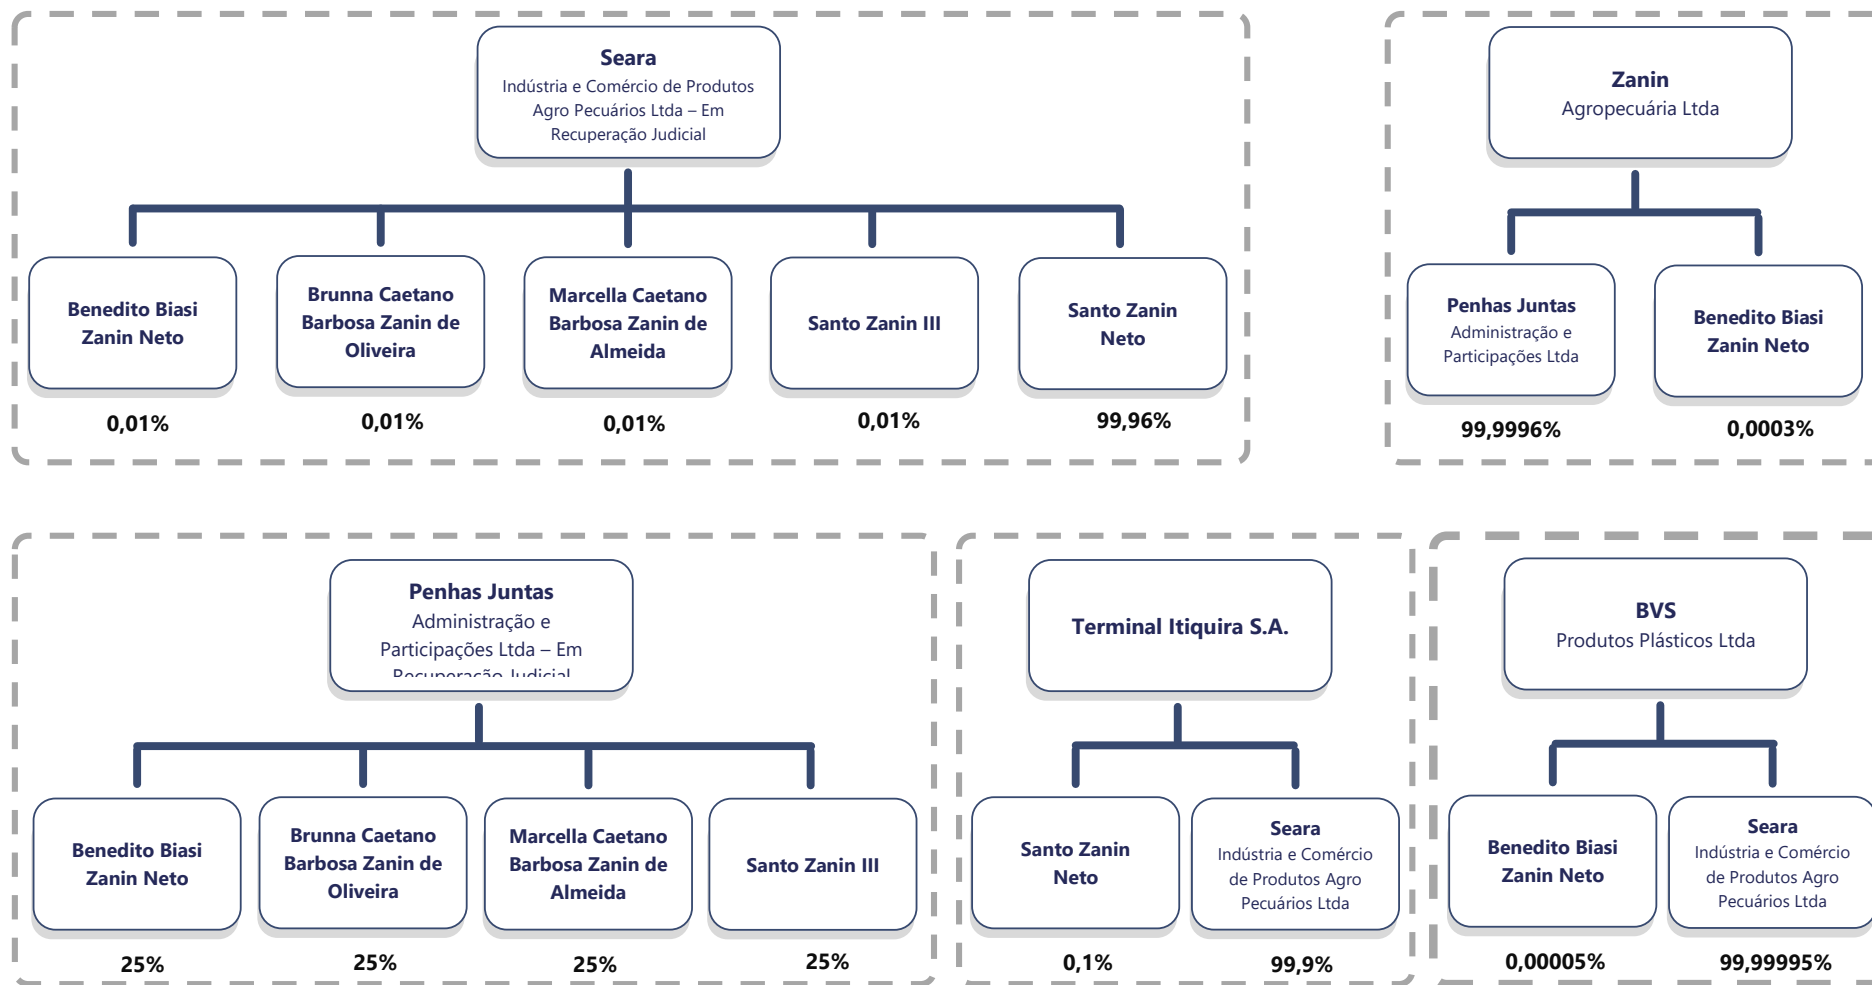 Seara
Indústria e Comércio de Produtos
Agro Pecuários Ltda – Em
Recuperação Judicial
Benedito Biasi
Zanin Neto
0,01%
Brunna Caetano
Barbosa Zanin de
Oliveira
0,01%
Marcella Caetano
Barbosa Zanin de
Almeida
0,01%
Santo Zanin III
0,01%
Santo Zanin
Neto
99,96%
Zanin
Agropecuária Ltda
Penhas Juntas
Administração e
Participações Ltda
99,9996%
Benedito Biasi
Zanin Neto
0,0003%
Penhas Juntas
Administração e
Participações Ltda – Em
Recuperação Judicial
Benedito Biasi
Zanin Neto
25%
Brunna Caetano
Barbosa Zanin de
Oliveira
25%
Marcella Caetano
Barbosa Zanin de
Almeida
25%
Santo Zanin III
25%
Terminal Itiquira S.A.
Santo Zanin
Neto
0,1%
Seara
Indústria e Comércio
de Produtos Agro
Pecuários Ltda
99,9%
BVS
Produtos Plásticos Ltda
Benedito Biasi
Zanin Neto
0,00005%
Seara
Indústria e Comércio
de Produtos Agro
Pecuários Ltda
99,99995%